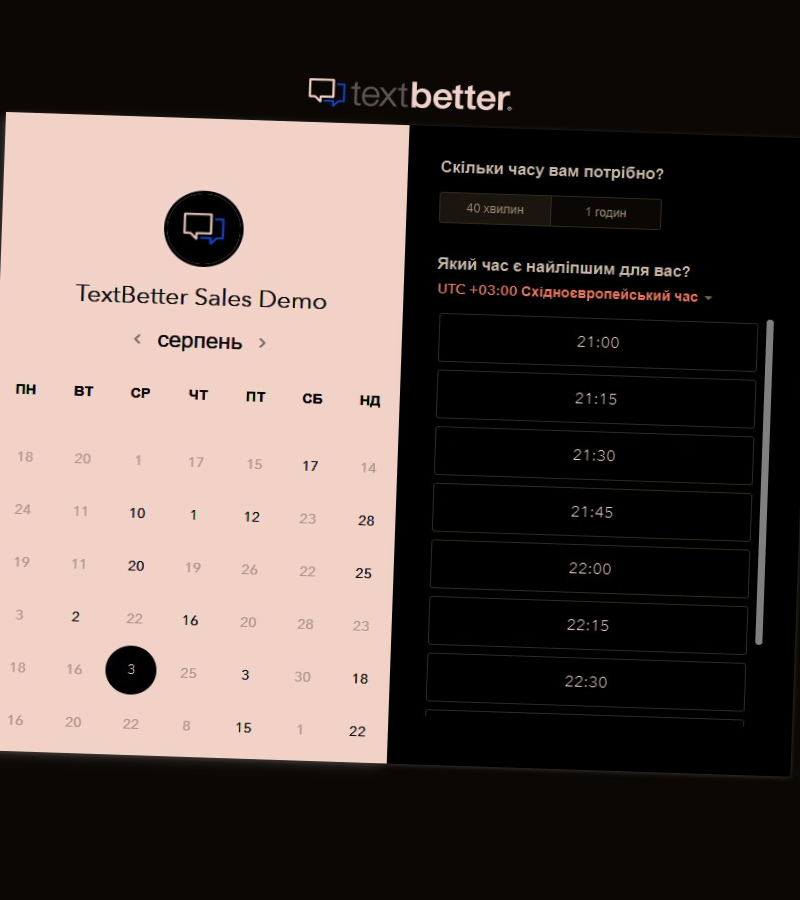 textbetter.
TextBetter Sales Demo
серпень
ПН ВТ СР ЧТ ПТ СБ НД
18 20 1 17 15 17 14
24 11 10 1 12 23 28
19 11 20 19 26 22 25
3 2 22 16 20 28 23
18 16 3 25 3 30 18
16 20 22 8 15 1 22
Скільки часу вам потрібно?
40 хвилин 1 годин
Який час є найліпшим для вас?
UTC +03:00 Східноєвропейський час
21:00
21:15
21:30
21:45
22:00
22:15
22:30